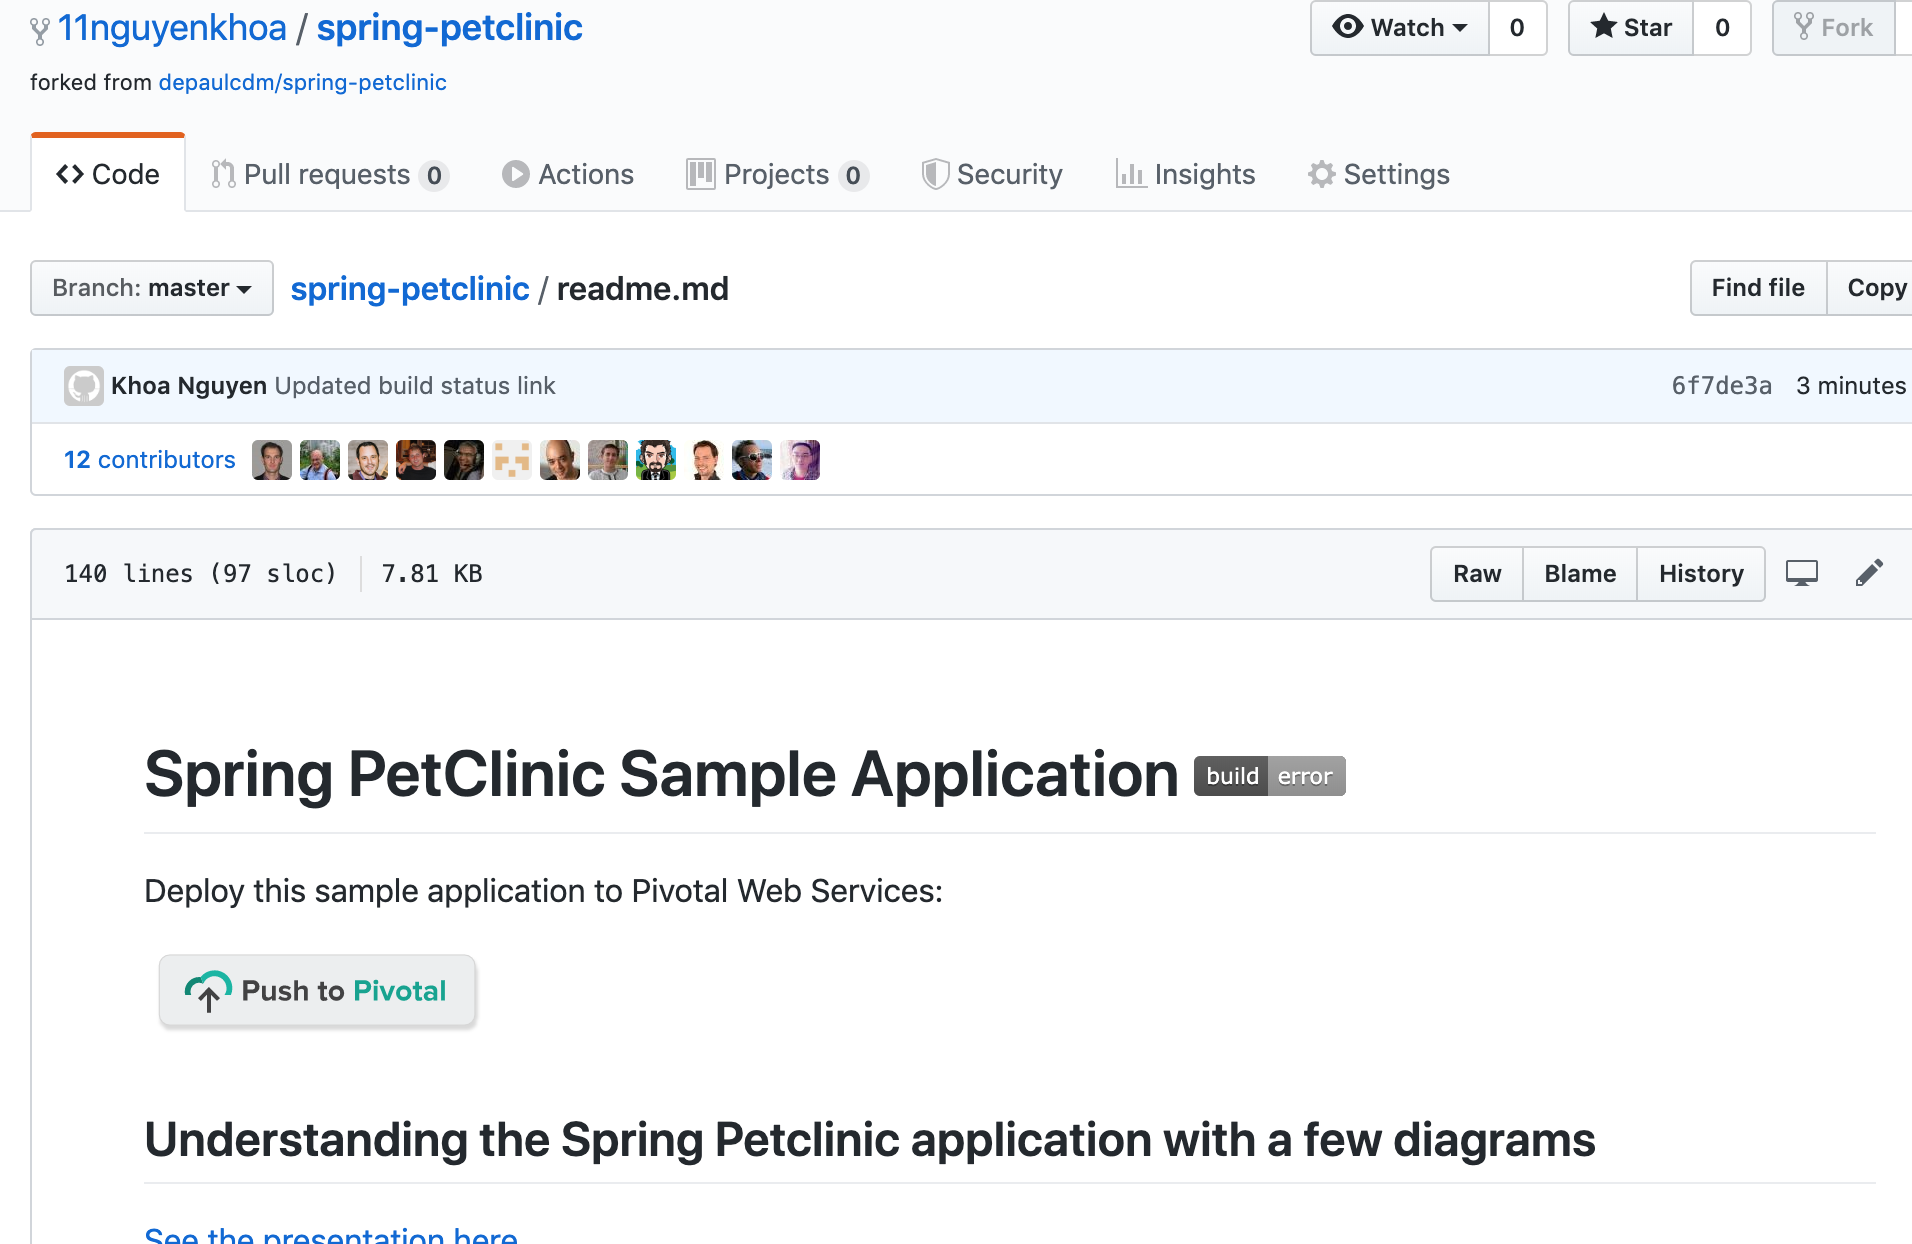 11nguyenkhoa / spring-petclinic
Watch 0 Star 0 Fork
forked from depaulcdm/spring-petclinic
Code Pull requests 0 Actions Projects 0 Security Insights Settings
Branch: master spring-petclinic / readme.md Find file Copy
Khoa Nguyen Updated build status link 6f7de3a 3 minutes
12 contributors
140 lines (97 sloc) 7.81 KB Raw Blame History
Spring PetClinic Sample Application build error
Deploy this sample application to Pivotal Web Services:
Push to Pivotal
Understanding the Spring Petclinic application with a few diagrams
See the presentation here